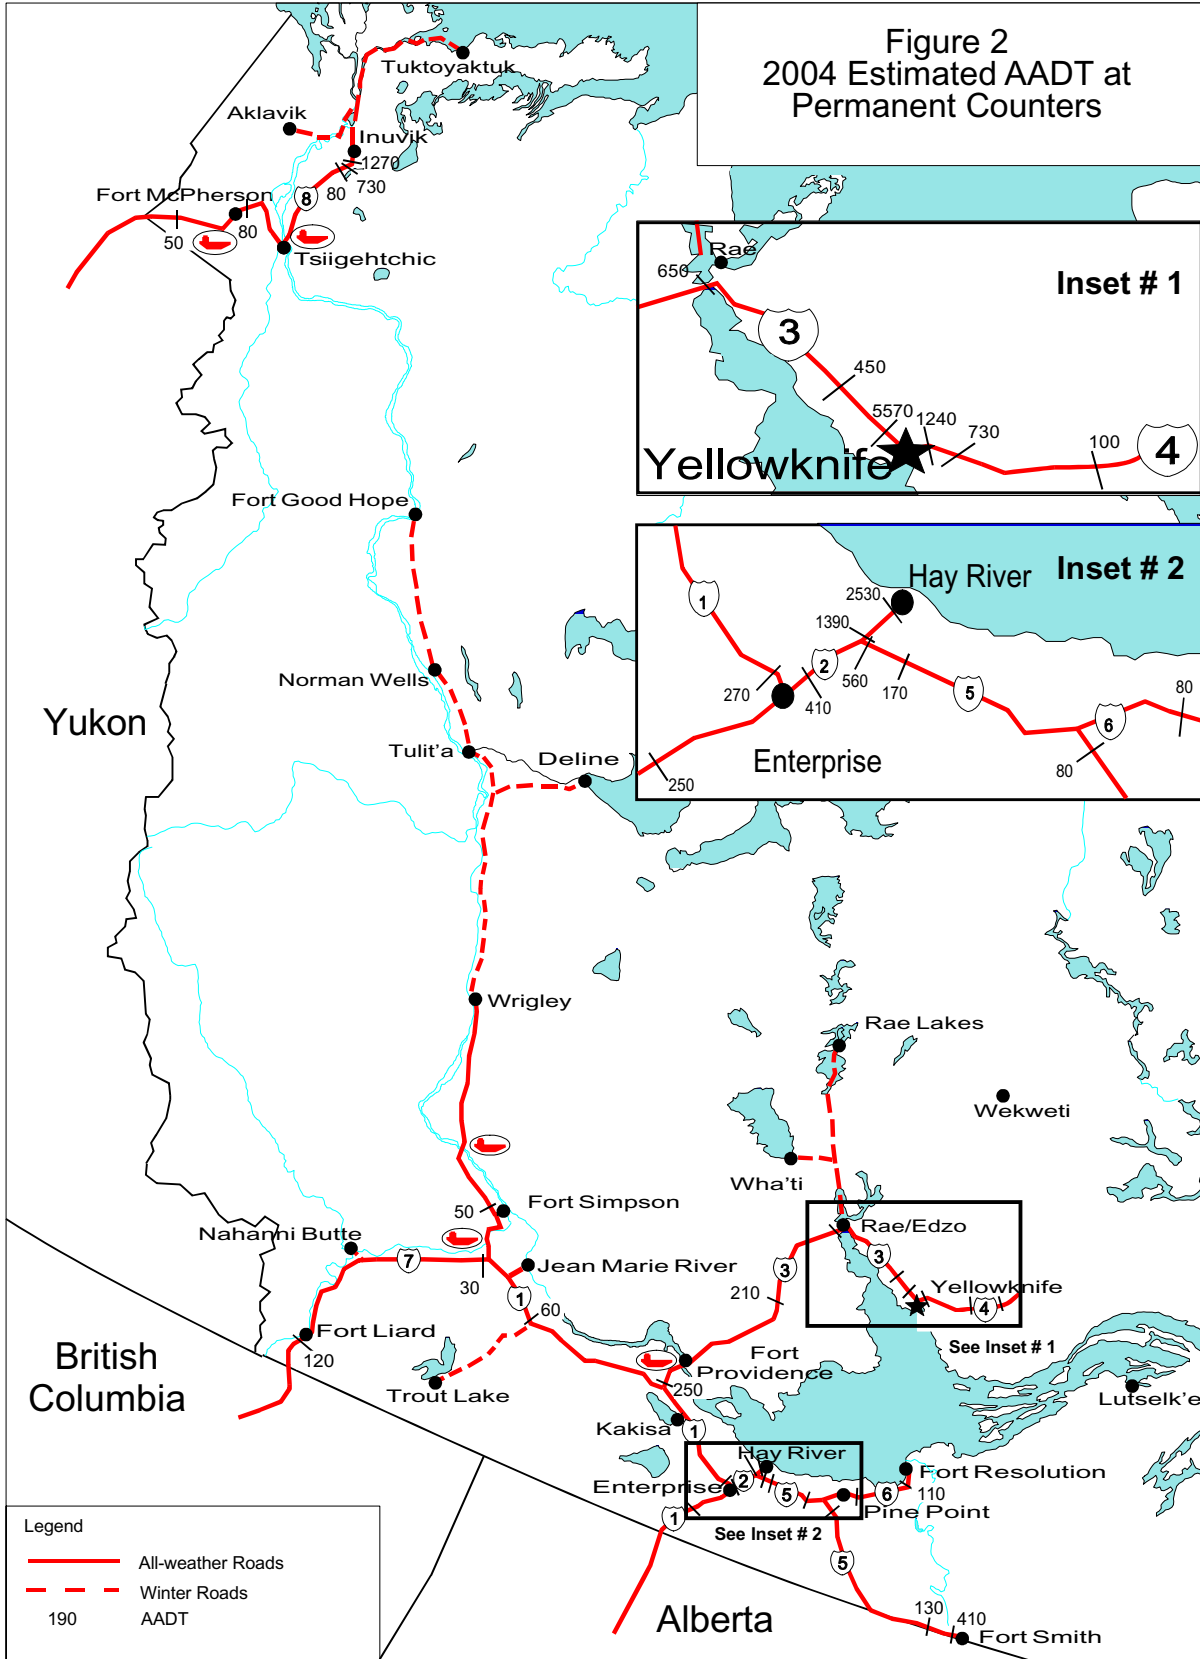 Figure 2
2004 Estimated AADT at
Permanent Counters
Tuktoyaktuk
Aklavik
Inuvik
1270
730
80
8
Fort McPherson
50
80
Tsiigehtchic
Rae
650
Inset # 1
3
450
5570
1240
730
100
4
Yellowknife
Fort Good Hope
Hay River
Inset # 2
2530
1
1390
2
560
170
270
410
5
6
80
80
250
Enterprise
Norman Wells
Yukon
Tulit'a
Deline
Wrigley
Rae Lakes
Wekweti
Wha'ti
50
Fort Simpson
Rae/Edzo
Nahanni Butte
7
30
Jean Marie River
3
3
210
1
60
Yellowknife
4
See Inset # 1
Fort Liard
120
British
Columbia
Trout Lake
Fort
Providence
250
Lutselk'e
Kakisa
1
Hay River
Fort Resolution
Enterprise
2
5
6
110
Pine Point
1
See Inset # 2
5
Legend
All-weather Roads
Winter Roads
190
AADT
Alberta
130
410
Fort Smith